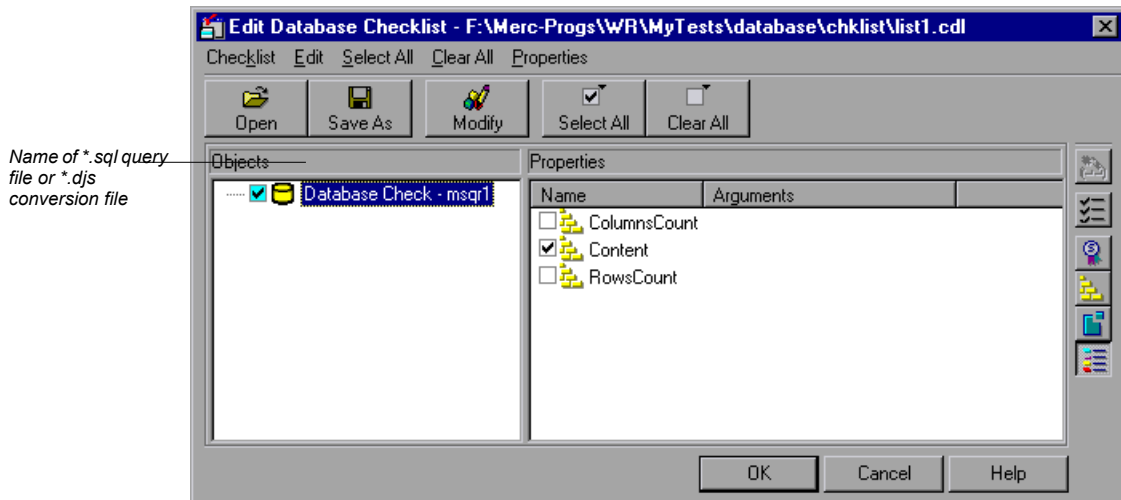 Edit Database Checklist - F:\Merc-Progs\WR\MyTests\database\chklist\list1.cdl
Checklist Edit Select All Clear All Properties
Open Save As Modify Select All Clear All
Name of *.sql query
file or *.djs
conversion file
Objects
Properties
Database Check - msqr1
Name Arguments
ColumnsCount
Content
RowsCount
OK Cancel Help